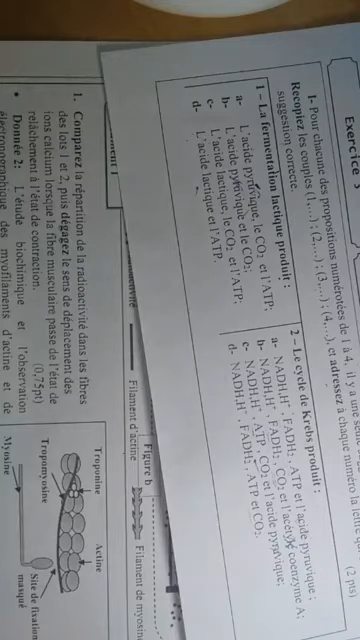 Exercice
I- Pour chacune des propositions numérotées de 1 à 4, il y a une seule
(2 pts)
Recopiez les couples (1,...) ; (2,...) ; (3,...) ; (4,...), et adressez à chaque numéro la lettre
suggestion correcte.
1 – La fermentation lactique produit :
a- L'acide pyruvique, le CO₂ et l'ATP;
b- L'acide pyruvique et le CO₂;
c- L'acide lactique, le CO₂ et l'ATP;
d- L'acide lactique et l'ATP.
2 – Le cycle de Krebs produit :
a- NADH,H⁺, FADH₂, ATP et l'acide pyruvique ;
b- NADH,H⁺, FADH₂, CO₂ et l'acétyle coenzyme A;
c- NADH,H⁺, ATP, CO₂ et l'acide pyruvique;
d- NADH,H⁺, FADH₂, ATP et CO₂.
Figure b
Filament d'actine
Filament de myosine
1. Comparez la répartition de la radioactivité dans les fibres
des lots 1 et 2, puis dégagez le sens de déplacement des
ions calcium lorsque la fibre musculaire passe de l'état de
relâchement à l'état de contraction. (0,75pt)
• Donnée 2: L'étude biochimique et l'observation
électronographique des myofilaments d'actine et de
Troponine
Actine
Tropomyosine
Site de fixation
masqué
Myosine